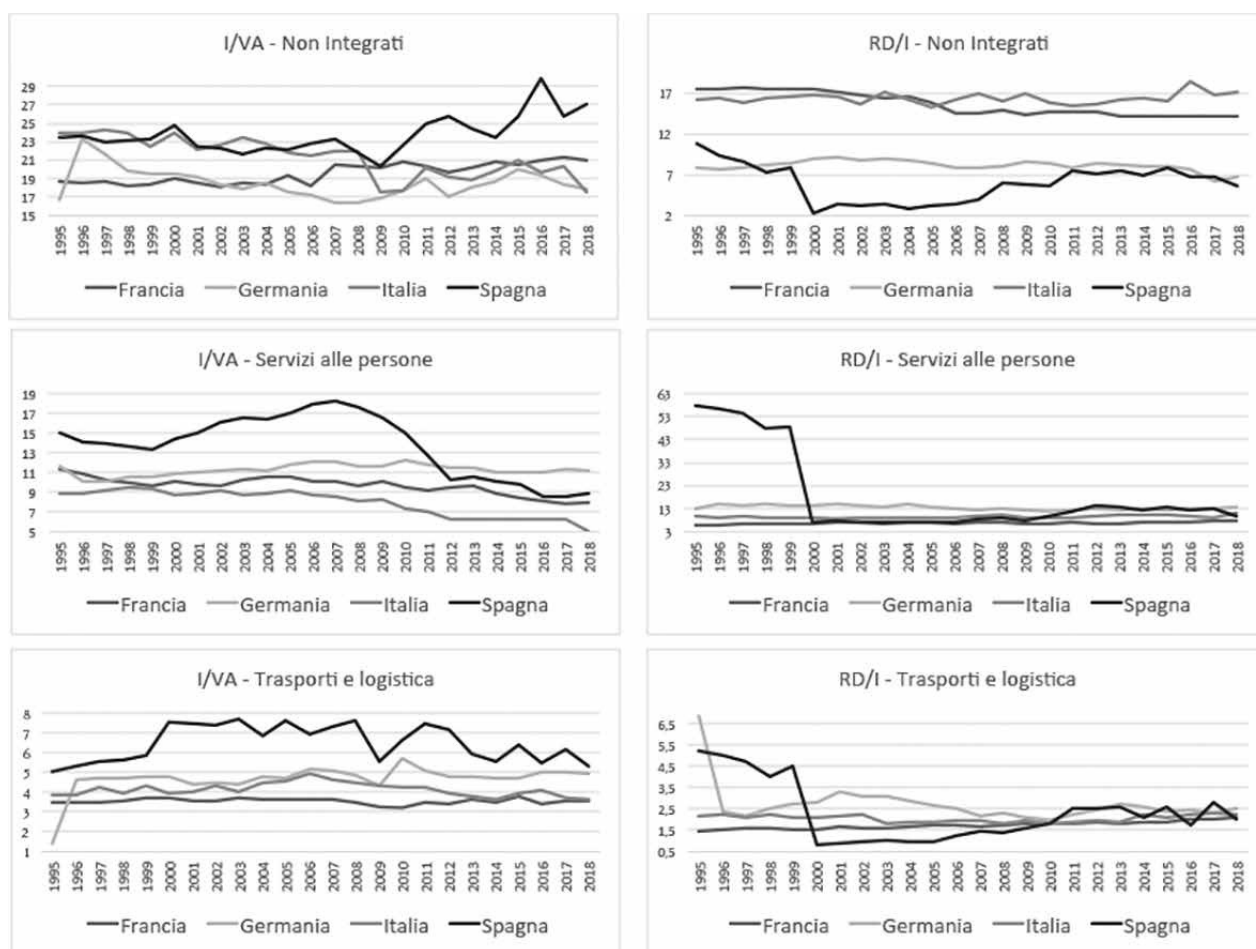 I/VA - Non Integrati
29
27
25
23
21
19
17
15
1995 1996 1997 1998 1999 2000 2001 2002 2003 2004 2005 2006 2007 2008 2009 2010 2011 2012 2013 2014 2015 2016 2017 2018
Francia Germania Italia Spagna
RD/I - Non Integrati
17
12
7
2
1995 1996 1997 1998 1999 2000 2001 2002 2003 2004 2005 2006 2007 2008 2009 2010 2011 2012 2013 2014 2015 2016 2017 2018
Francia Germania Italia Spagna
I/VA - Servizi alle persone
19
17
15
13
11
9
7
5
1995 1996 1997 1998 1999 2000 2001 2002 2003 2004 2005 2006 2007 2008 2009 2010 2011 2012 2013 2014 2015 2016 2017 2018
Francia Germania Italia Spagna
RD/I - Servizi alle persone
63
53
43
33
23
13
3
1995 1996 1997 1998 1999 2000 2001 2002 2003 2004 2005 2006 2007 2008 2009 2010 2011 2012 2013 2014 2015 2016 2017 2018
Francia Germania Italia Spagna
I/VA - Trasporti e logistica
8
7
6
5
4
3
2
1
1995 1996 1997 1998 1999 2000 2001 2002 2003 2004 2005 2006 2007 2008 2009 2010 2011 2012 2013 2014 2015 2016 2017 2018
Francia Germania Italia Spagna
RD/I - Trasporti e logistica
6,5
5,5
4,5
3,5
2,5
1,5
0,5
1995 1996 1997 1998 1999 2000 2001 2002 2003 2004 2005 2006 2007 2008 2009 2010 2011 2012 2013 2014 2015 2016 2017 2018
Francia Germania Italia Spagna